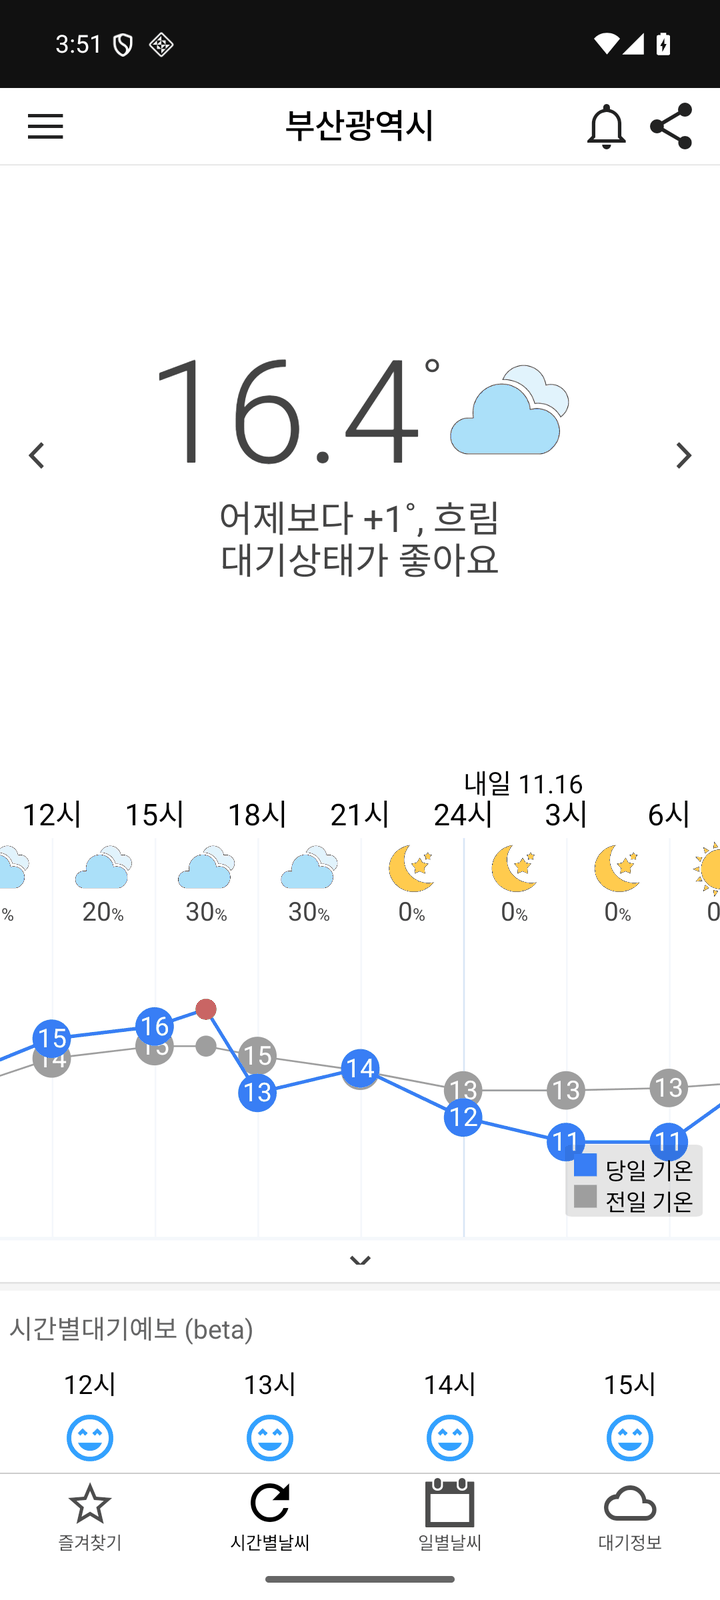 3:51
부산광역시
16.4°
어제보다 +1°, 흐림
대기상태가 좋아요
내일 11.16
12시 15시 18시 21시 24시 3시 6시
% 20% 30% 30% 0% 0% 0% 0
15 16 13 14 12 11 11
14 15 15 13 13 13
당일 기온
전일 기온
시간별대기예보 (beta)
12시 13시 14시 15시
즐겨찾기 시간별날씨 일별날씨 대기정보